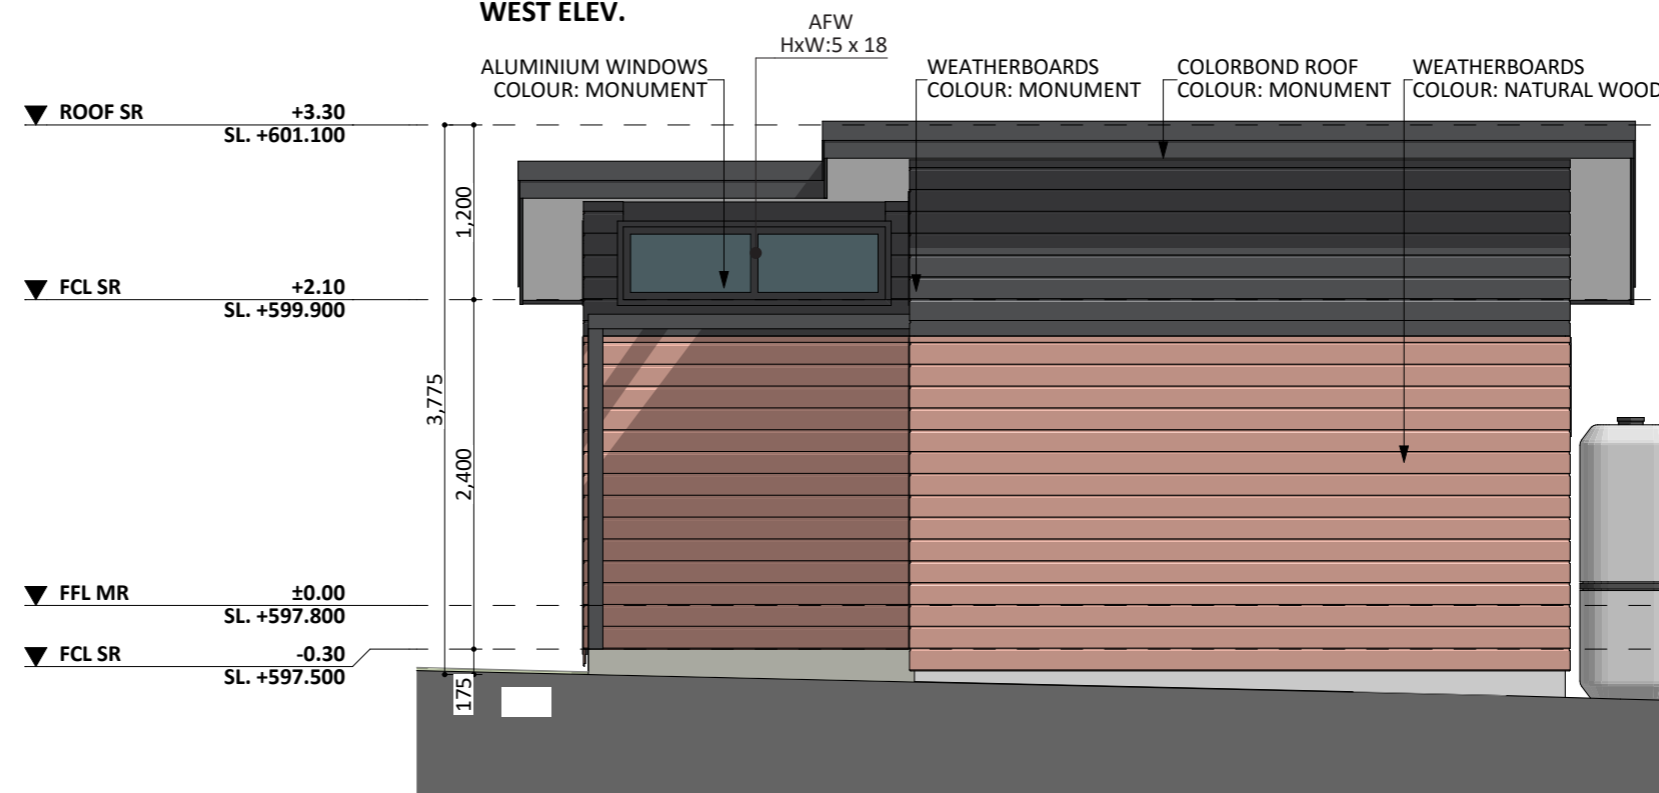 WEST ELEV.
AFW
HxW:5 x 18
ALUMINIUM WINDOWS
COLOUR: MONUMENT
WEATHERBOARDS
COLOUR: MONUMENT
COLORBOND ROOF
COLOUR: MONUMENT
WEATHERBOARDS
COLOUR: NATURAL WOOD
ROOF SR +3.30
SL. +601.100
1,200
FCL SR +2.10
SL. +599.900
3,775
2,400
FFL MR ±0.00
SL. +597.800
FCL SR -0.30
SL. +597.500
175